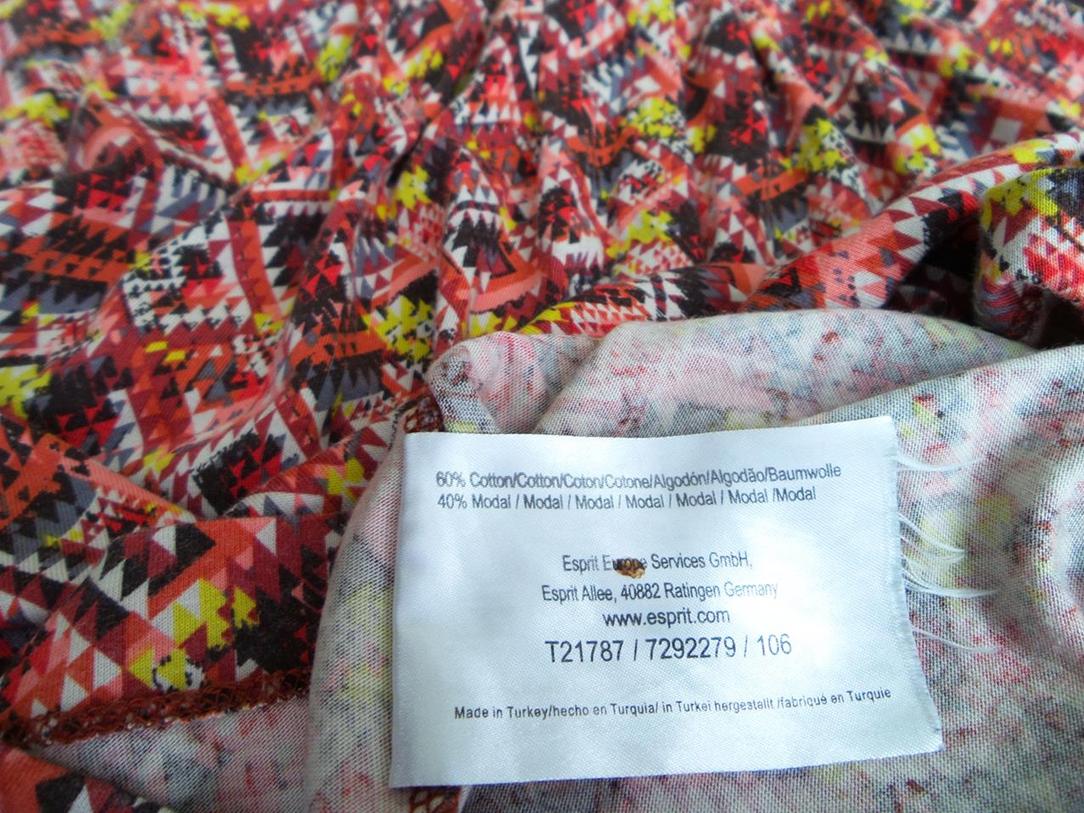 60% Cotton/Cotton/Coton/Cotone/Algodón/Algodão/Baumwolle
40% Modal / Modal / Modal / Modal / Modal / Modal /Modal
Esprit Europe Services GmbH,
Esprit Allee, 40882 Ratingen Germany
www.esprit.com
T21787 / 7292279 / 106
Made in Turkey/hecho en Turquia/ in Turkei hergestellt /fabriqué en Turquie